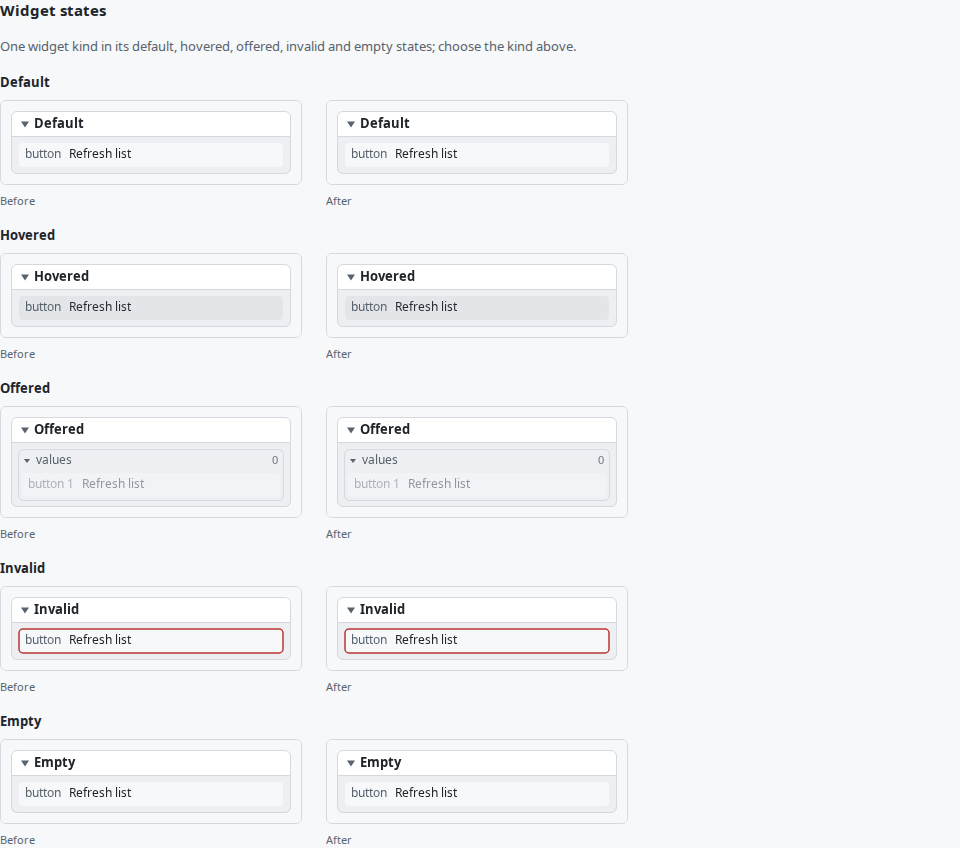 Widget states
One widget kind in its default, hovered, offered, invalid and empty states; choose the kind above.
Default
Default
button Refresh list
Before
Default
button Refresh list
After
Hovered
Hovered
button Refresh list
Before
Hovered
button Refresh list
After
Offered
Offered
values 0
button 1 Refresh list
Before
Offered
values 0
button 1 Refresh list
After
Invalid
Invalid
button Refresh list
Before
Invalid
button Refresh list
After
Empty
Empty
button Refresh list
Before
Empty
button Refresh list
After